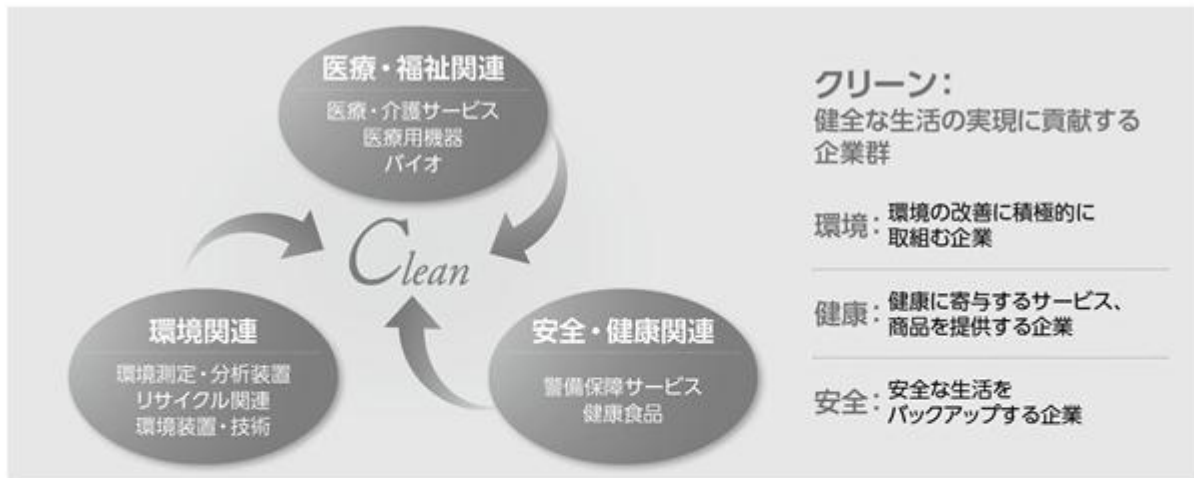 医療・福祉関連
医療・介護サービス
医療用機器
バイオ
Clean
環境関連
環境測定・分析装置
リサイクル関連
環境装置・技術
安全・健康関連
警備保障サービス
健康食品
クリーン：
健全な生活の実現に貢献する
企業群
環境：環境の改善に積極的に
取組む企業
健康：健康に寄与するサービス、
商品を提供する企業
安全：安全な生活を
バックアップする企業